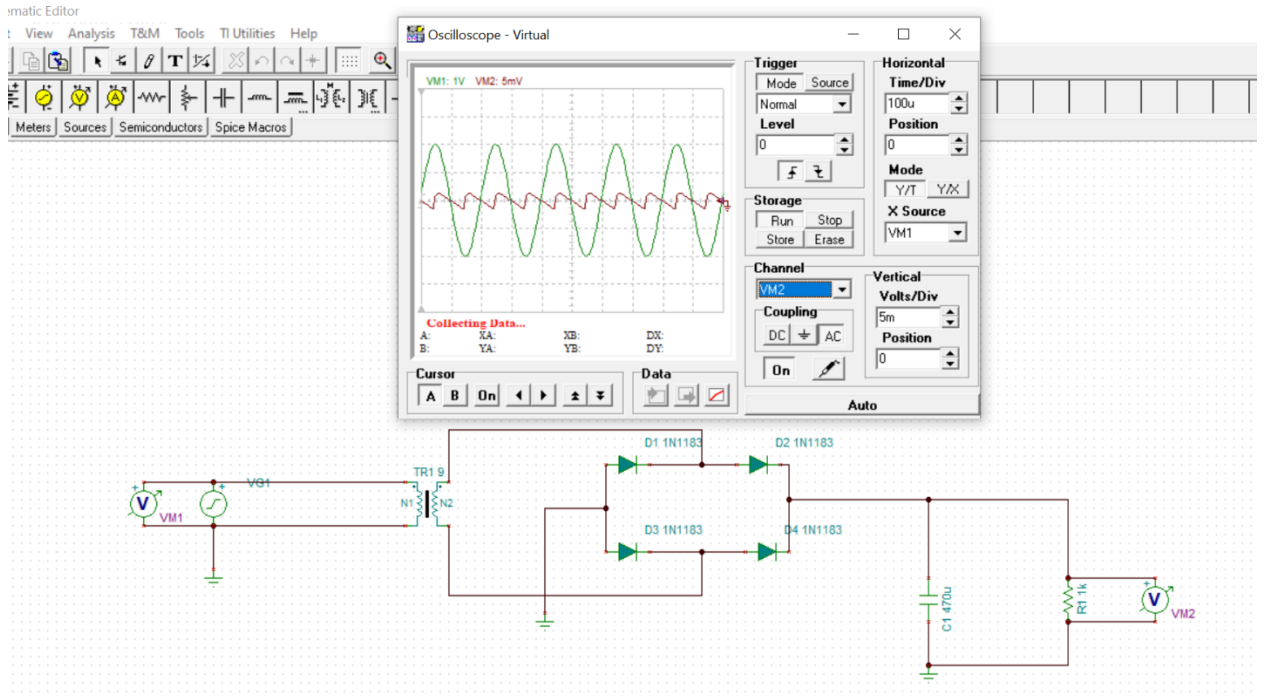 ematic Editor
View Analysis T&M Tools TI Utilities Help
Meters Sources Semiconductors Spice Macros
Oscilloscope - Virtual
VM1: 1V VM2: 5mV
Collecting Data...
A: XA: XB: DX:
B: YA: YB: DY:
Cursor
A B On
Data
Trigger
Mode Source
Normal
Level
0
Storage
Run Stop
Store Erase
Horizontal
Time/Div
100u
Position
0
Mode
Y/T Y/X
X Source
VM1
Channel
VM2
Coupling
DC AC
On
Vertical
Volts/Div
5m
Position
0
Auto
D1 1N1183 D2 1N1183
TR1 9
VG1
N1 N2
V
VM1
D3 1N1183 D4 1N1183
C1 470u
R1 1k
V
VM2